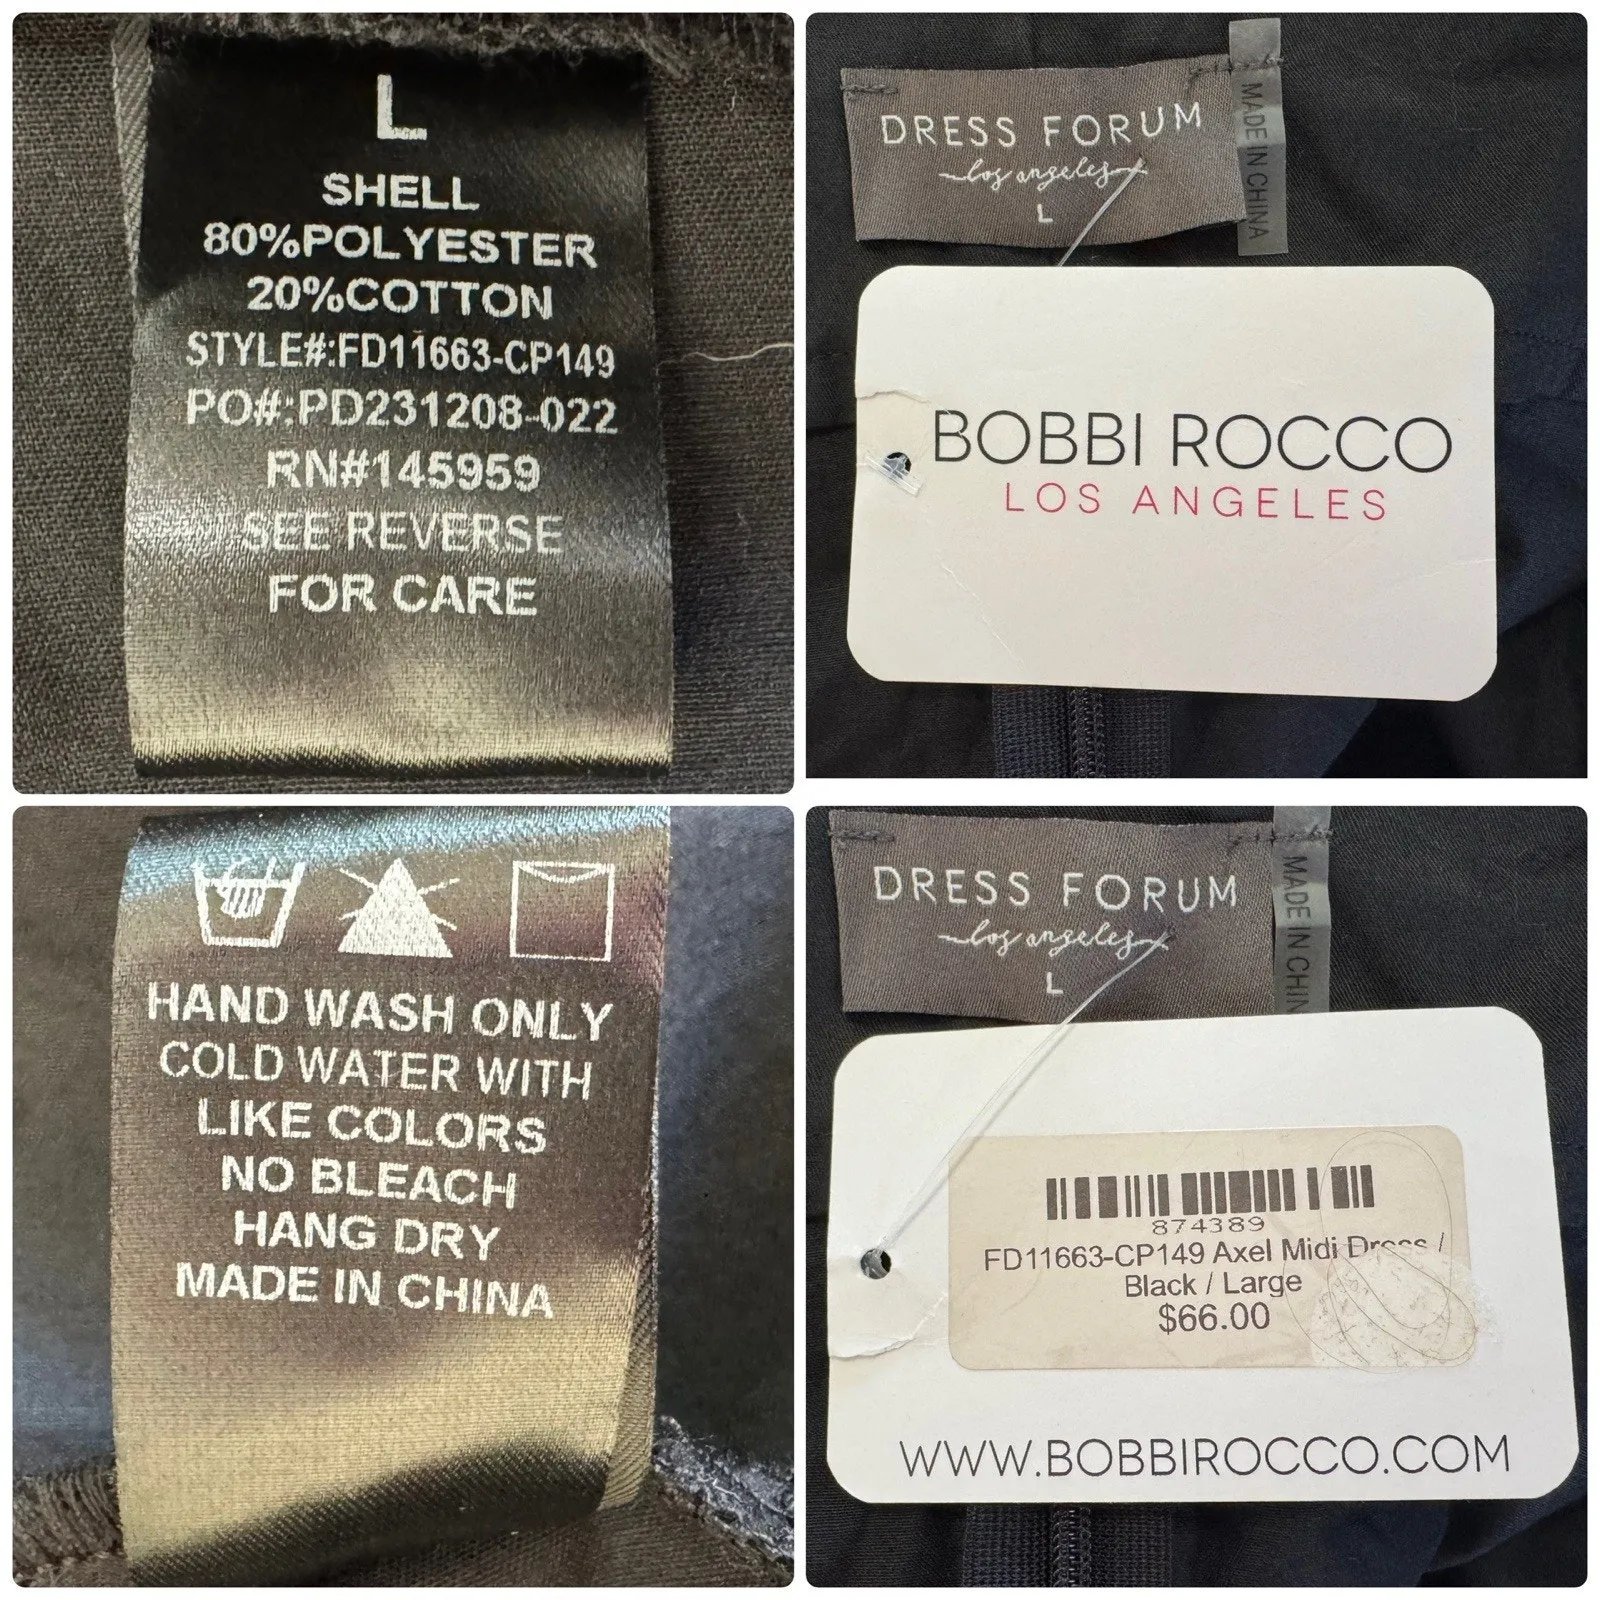 L
SHELL
80%POLYESTER
20%COTTON
STYLE#:FD11663-CP149
PO#:PD231208-022
RN#145959
SEE REVERSE
FOR CARE
DRESS FORUM
los angeles
L
MADE IN CHINA
BOBBI ROCCO
LOS ANGELES
HAND WASH ONLY
COLD WATER WITH
LIKE COLORS
NO BLEACH
HANG DRY
MADE IN CHINA
DRESS FORUM
los angeles
L
MADE IN CHIN
874389
FD11663-CP149 Axel Midi Dress /
Black / Large
$66.00
WWW.BOBBIROCCO.COM